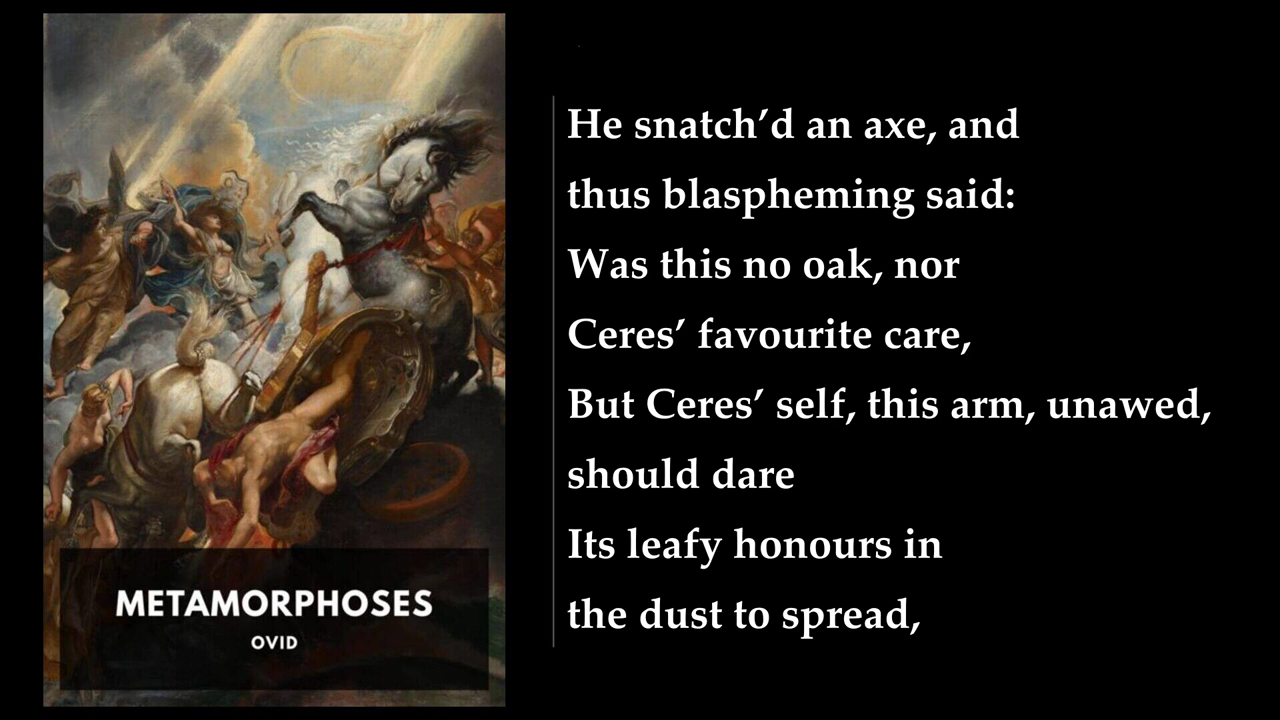 METAMORPHOSES
OVID
He snatch’d an axe, and
thus blaspheming said:
Was this no oak, nor
Ceres’ favourite care,
But Ceres’ self, this arm, unawed,
should dare
Its leafy honours in
the dust to spread,